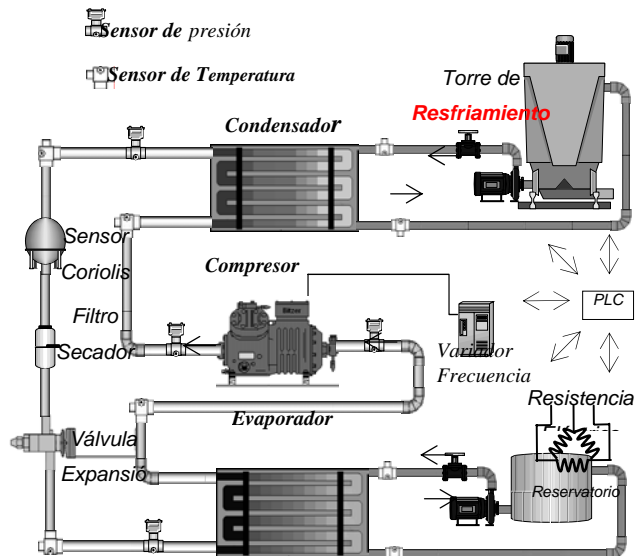 Sensor de presión
Sensor de Temperatura
Torre de
Resfriamiento
Condensador
Sensor
Coriolis
Compresor
PLC
Filtro
Secador
Variador
Frecuencia
Evaporador
Resistencia
Válvula
Expansió
Reservatorio